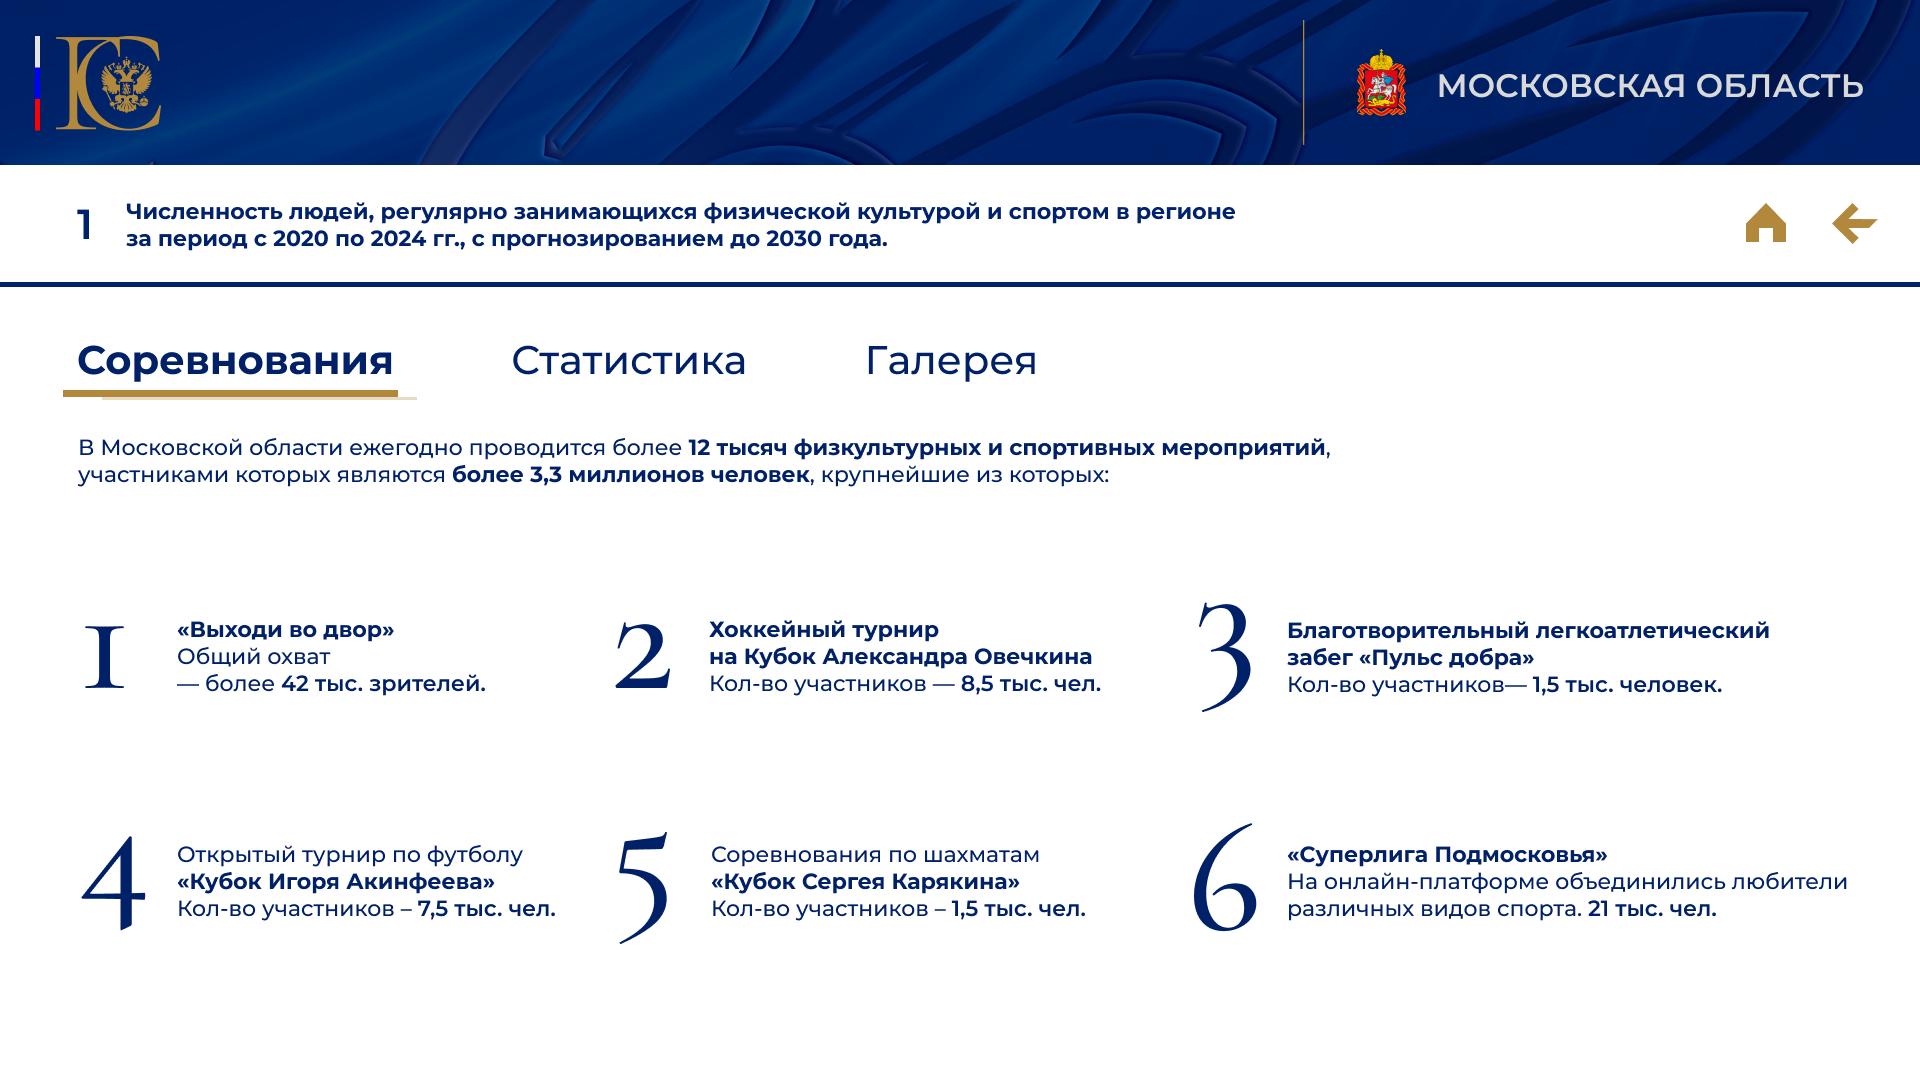 ГС
МОСКОВСКАЯ ОБЛАСТЬ
1
Численность людей, регулярно занимающихся физической культурой и спортом в регионе
за период с 2020 по 2024 гг., с прогнозированием до 2030 года.
Соревнования
Статистика
Галерея
В Московской области ежегодно проводится более 12 тысяч физкультурных и спортивных мероприятий,
участниками которых являются более 3,3 миллионов человек, крупнейшие из которых:
1
«Выходи во двор»
Общий охват
— более 42 тыс. зрителей.
2
Хоккейный турнир
на Кубок Александра Овечкина
Кол-во участников — 8,5 тыс. чел.
3
Благотворительный легкоатлетический
забег «Пульс добра»
Кол-во участников— 1,5 тыс. человек.
4
Открытый турнир по футболу
«Кубок Игоря Акинфеева»
Кол-во участников – 7,5 тыс. чел.
5
Соревнования по шахматам
«Кубок Сергея Карякина»
Кол-во участников – 1,5 тыс. чел.
6
«Суперлига Подмосковья»
На онлайн-платформе объединились любители
различных видов спорта. 21 тыс. чел.